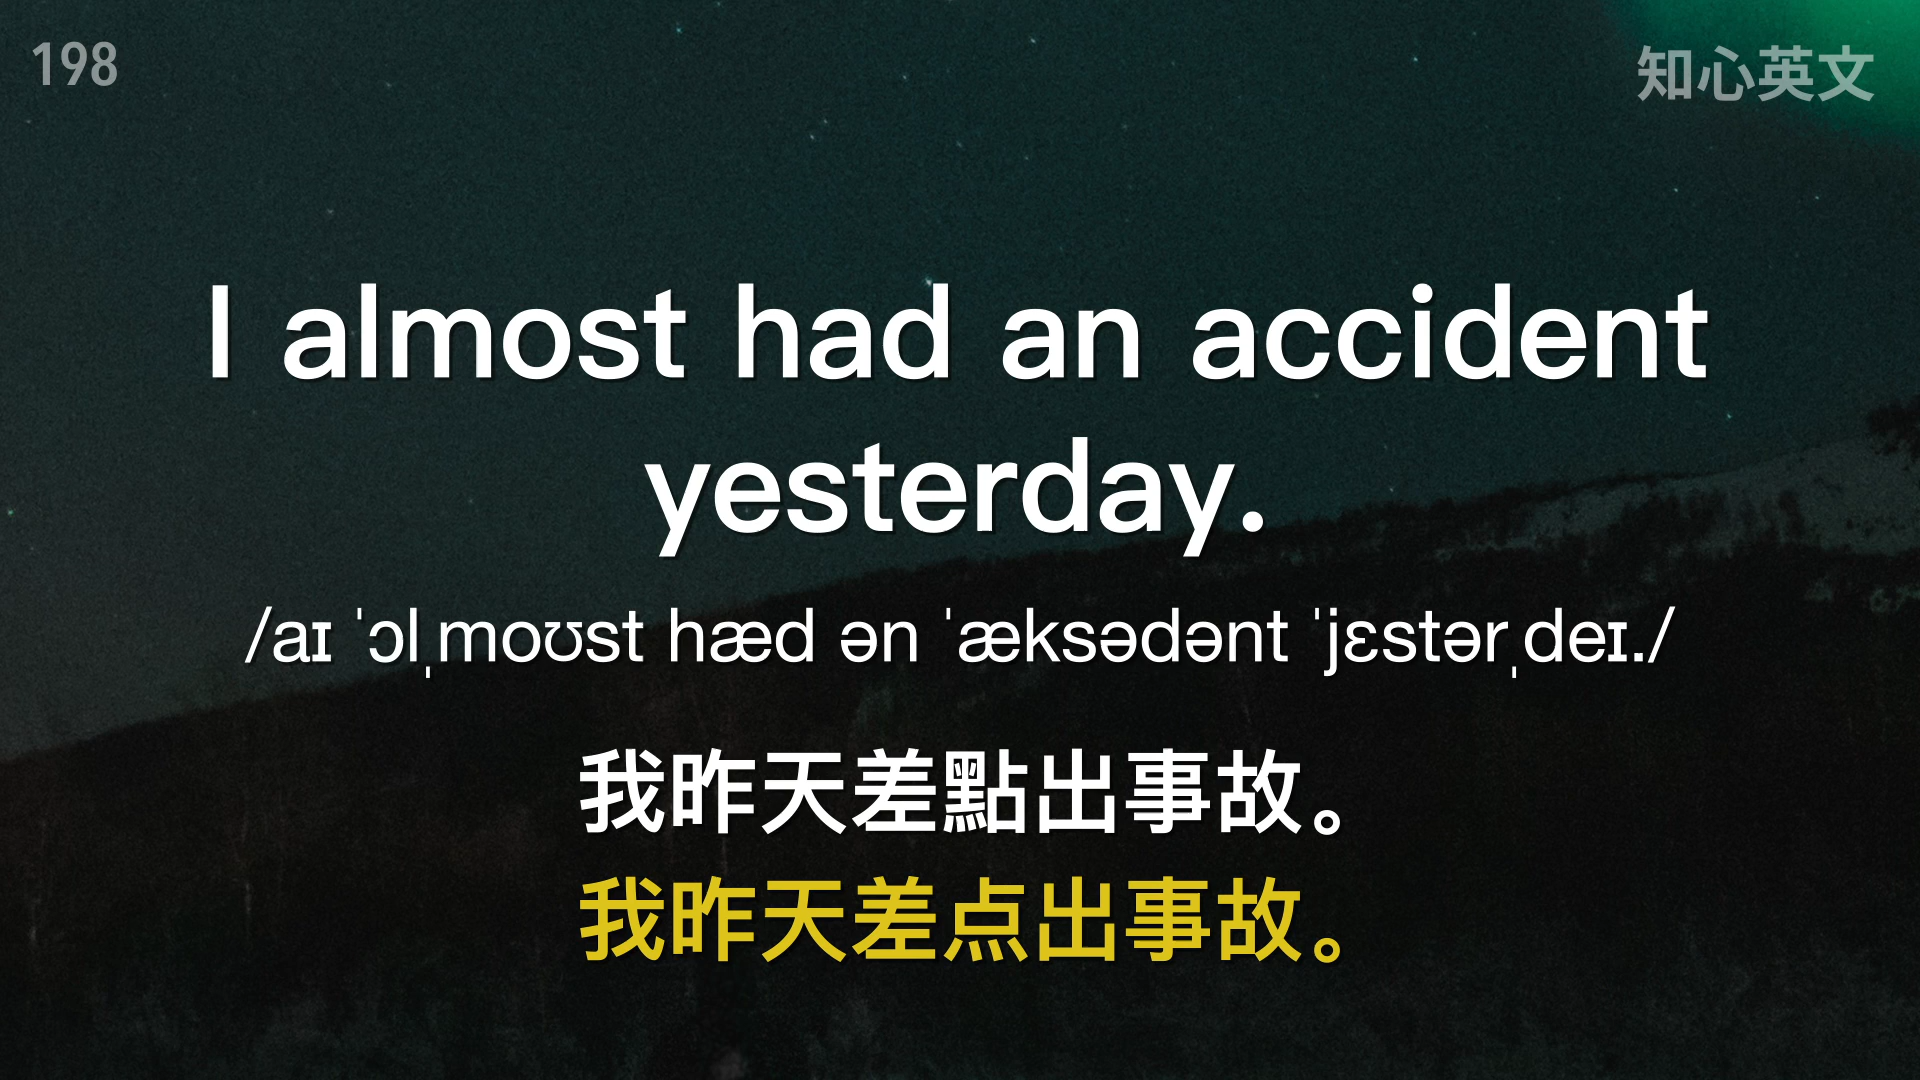 198
知心英文
I almost had an accident
yesterday.
/aɪ ˈɔlˌmoʊst hæd ən ˈæksədənt ˈjɛstərˌdeɪ./
我昨天差點出事故。
我昨天差点出事故。